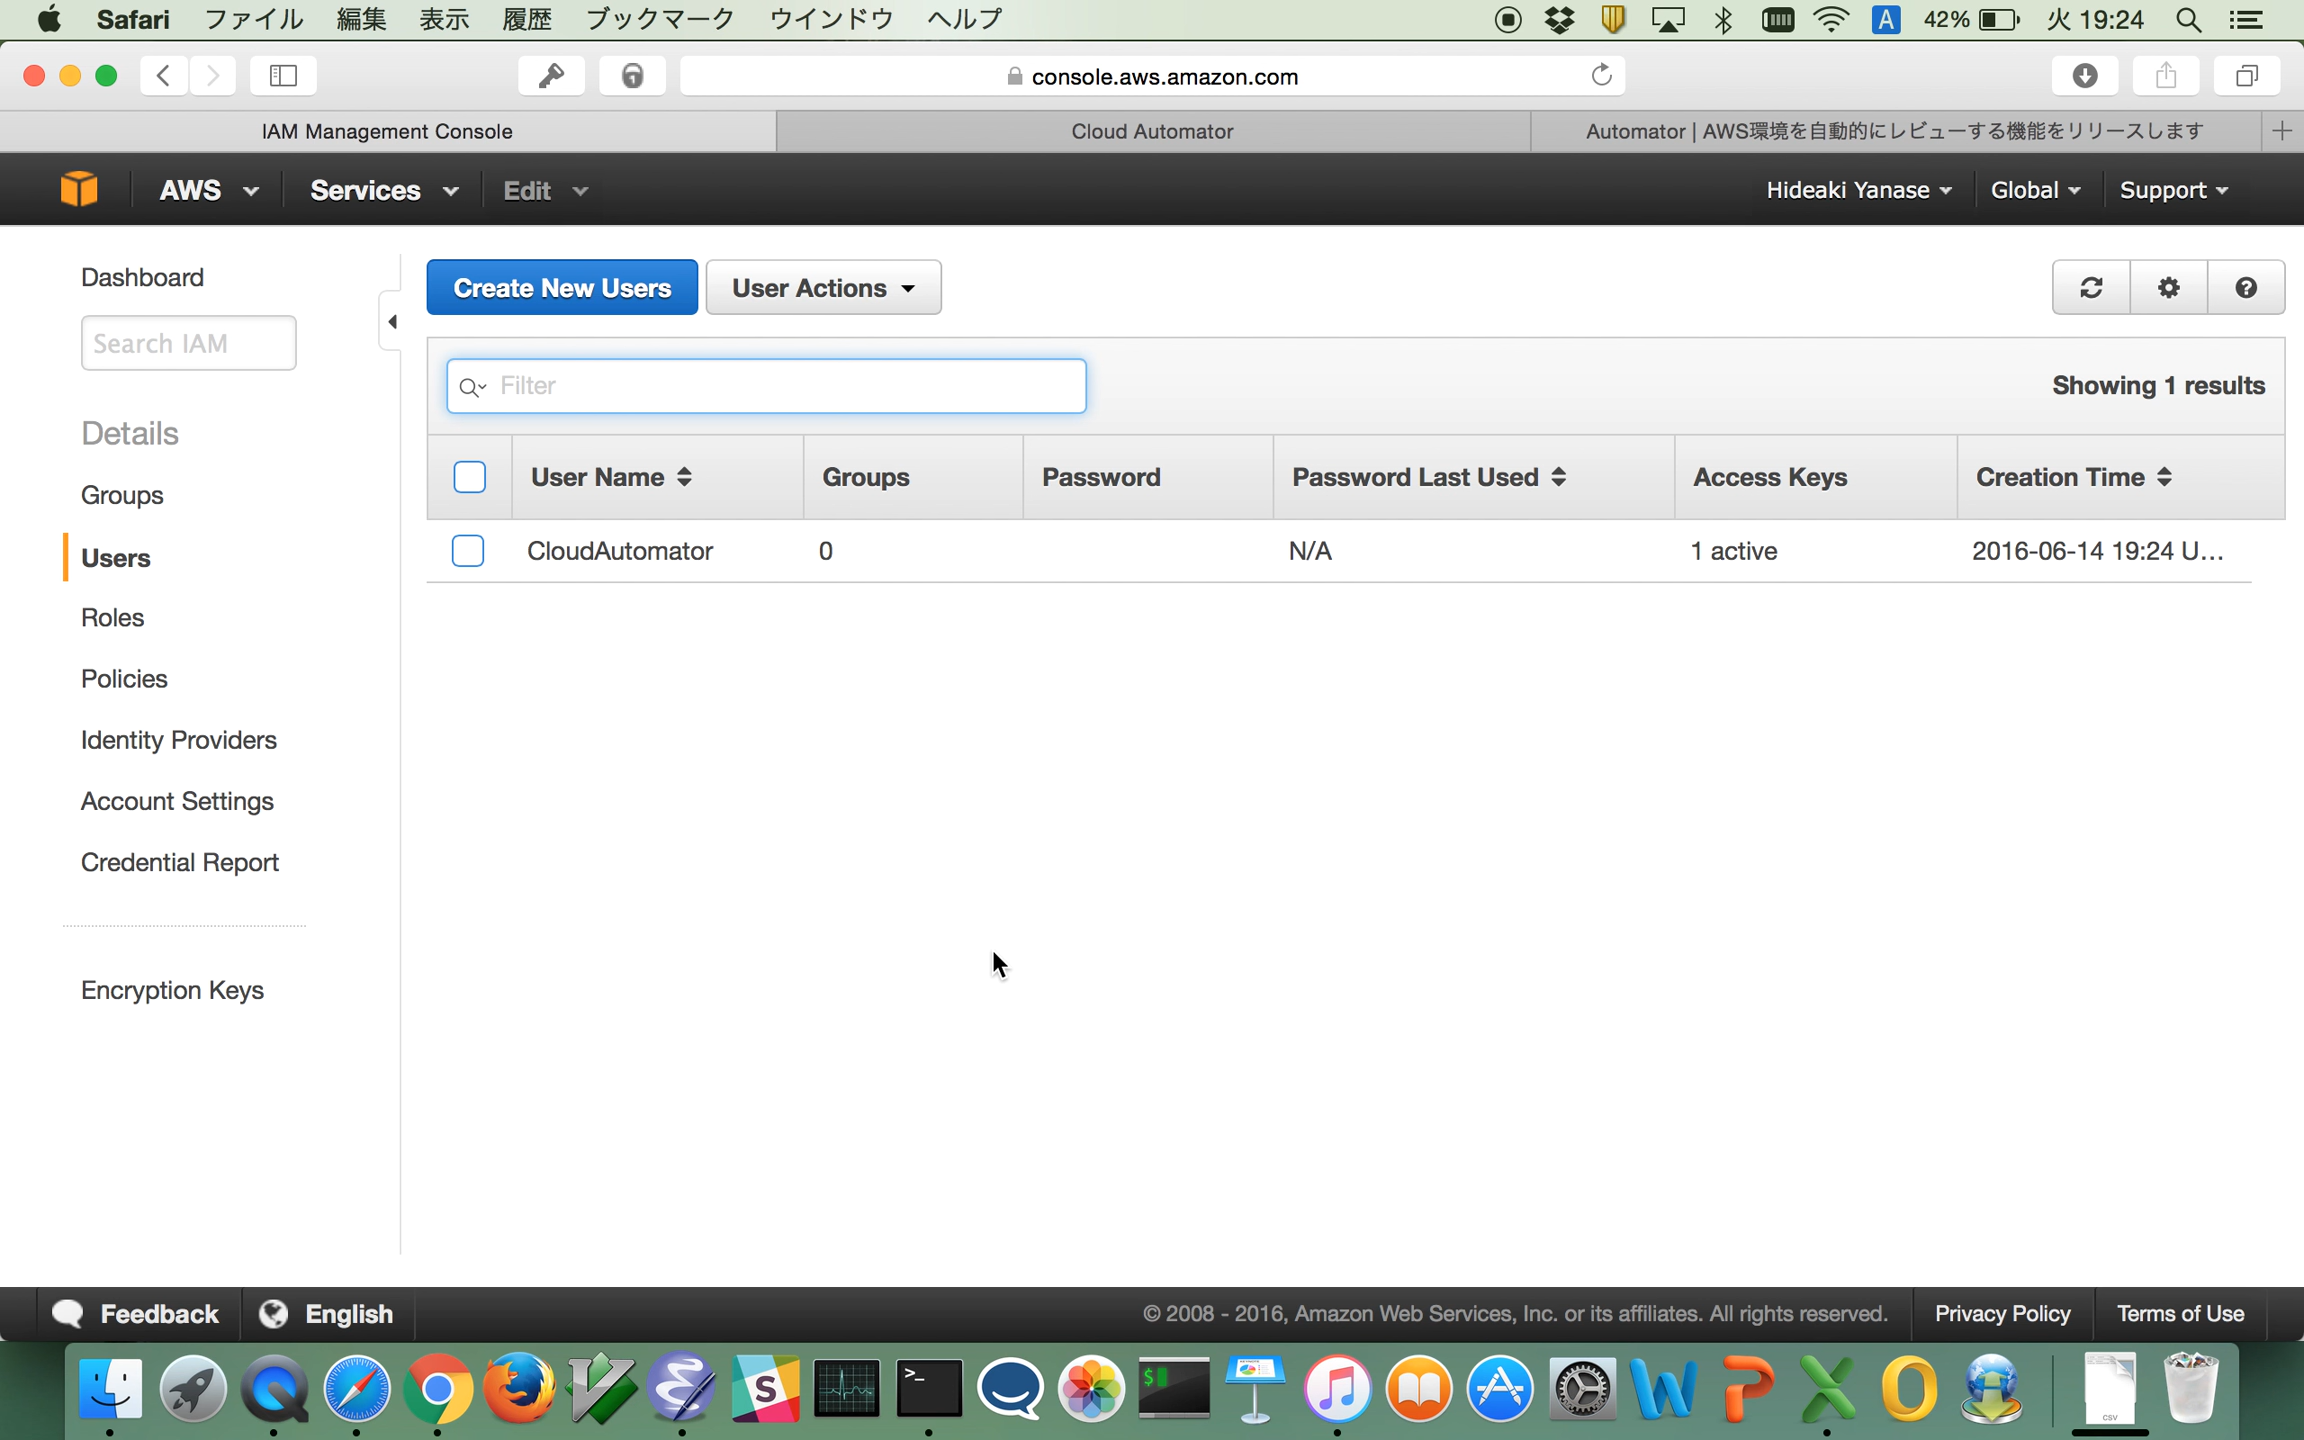 Safari ファイル 編集 表示 履歴 ブックマーク ウインドウ ヘルプ A 42% 火 19:24
console.aws.amazon.com
IAM Management Console
Cloud Automator
Automator | AWS環境を自動的にレビューする機能をリリースします
AWS Services Edit Hideaki Yanase Global Support
Dashboard
Search IAM
Details
Groups
Users
Roles
Policies
Identity Providers
Account Settings
Credential Report
Encryption Keys
Create New Users User Actions
Filter
Showing 1 results
User Name Groups Password Password Last Used Access Keys Creation Time
CloudAutomator 0 N/A 1 active 2016-06-14 19:24 U...
Feedback English © 2008 - 2016, Amazon Web Services, Inc. or its affiliates. All rights reserved. Privacy Policy Terms of Use
CSV